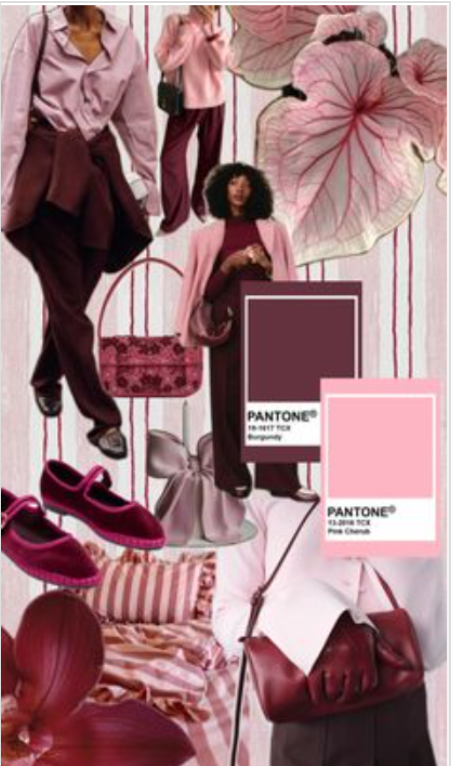 PANTONE®
19-1617 TCX
Burgundy
PANTONE®
13-2010 TCX
Pink Cherub